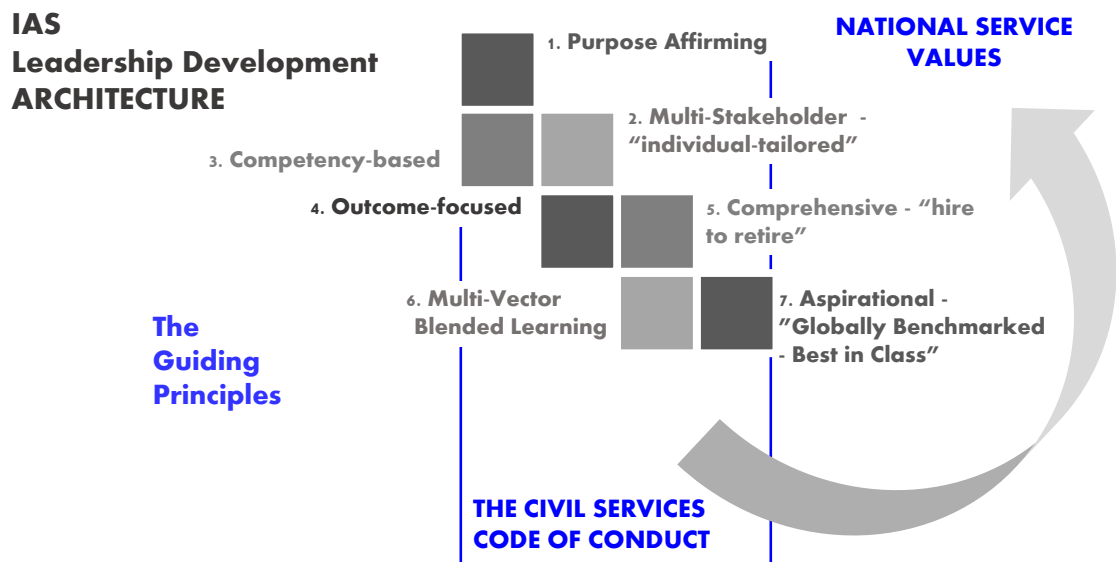 IAS
Leadership Development
ARCHITECTURE
NATIONAL SERVICE
VALUES
1. Purpose Affirming
2. Multi-Stakeholder -
“individual-tailored”
3. Competency-based
4. Outcome-focused
5. Comprehensive - “hire
to retire”
6. Multi-Vector
Blended Learning
7. Aspirational -
”Globally Benchmarked
- Best in Class”
The
Guiding
Principles
THE CIVIL SERVICES
CODE OF CONDUCT